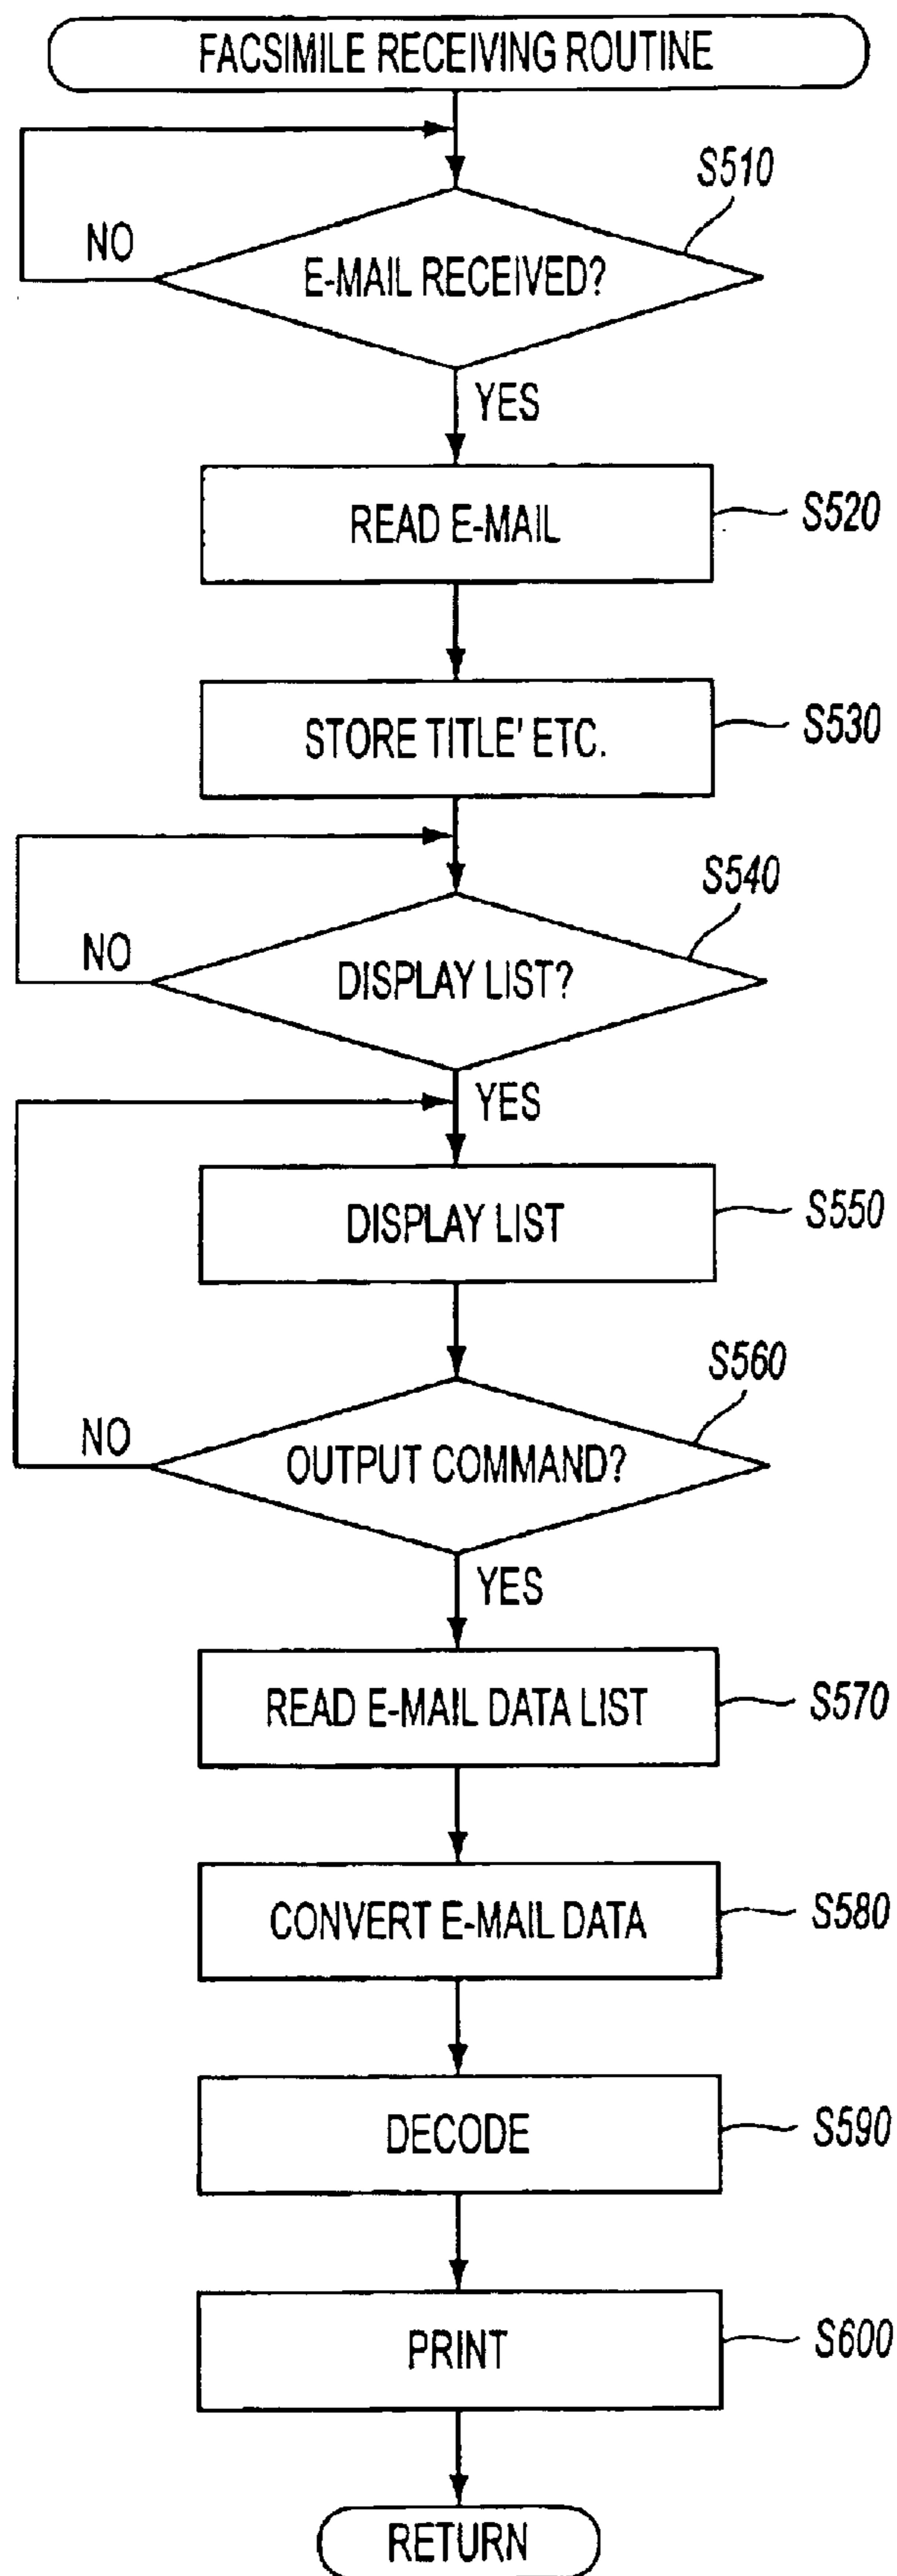 FACSIMILE RECEIVING ROUTINE
S510
NO
E-MAIL RECEIVED?
YES
READ E-MAIL
S520
STORE TITLE' ETC.
S530
S540
NO
DISPLAY LIST?
YES
DISPLAY LIST
S550
S560
NO
OUTPUT COMMAND?
YES
READ E-MAIL DATA LIST
S570
CONVERT E-MAIL DATA
S580
DECODE
S590
PRINT
S600
RETURN